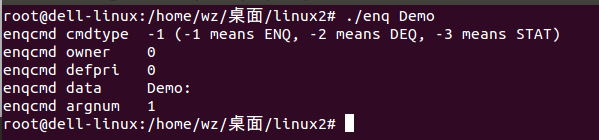 root@dell-linux:/home/wz/桌面/linux2# ./enq Demo
enqcmd cmdtype  -1 (-1 means ENQ, -2 means DEQ, -3 means STAT)
enqcmd owner    0
enqcmd defpri   0
enqcmd data     Demo:
enqcmd argnum   1
root@dell-linux:/home/wz/桌面/linux2#